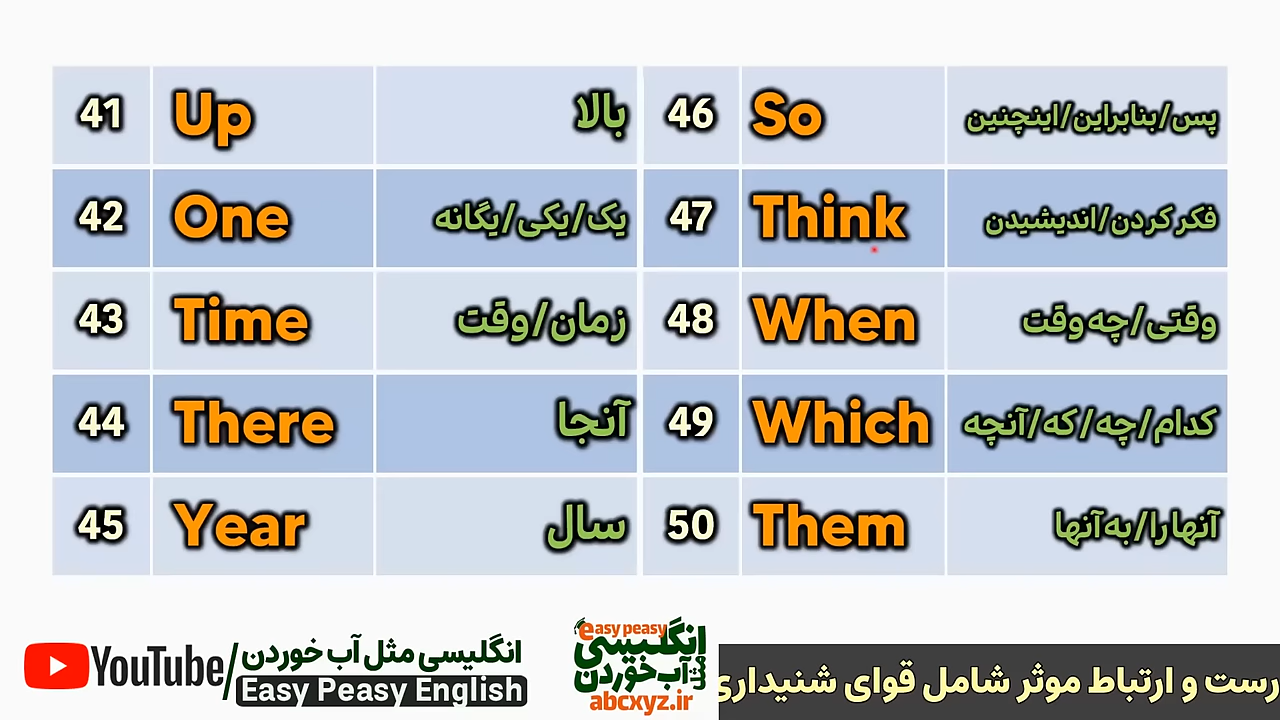 41 Up بالا 46 So پس/بنابراین/اینچنین
42 One یک/یکی/یگانه 47 Think فکر کردن/اندیشیدن
43 Time زمان/وقت 48 When وقتی/چه وقت
44 There آنجا 49 Which کدام/چه/که/آنچه
45 Year سال 50 Them آنها را/به آنها
YouTube/انگلیسی مثل آب خوردن
Easy Peasy English
easy peasy
انگلیسی
مثل آب خوردن
abcxyz.ir
رست و ارتباط موثر شامل قوای شنیداری